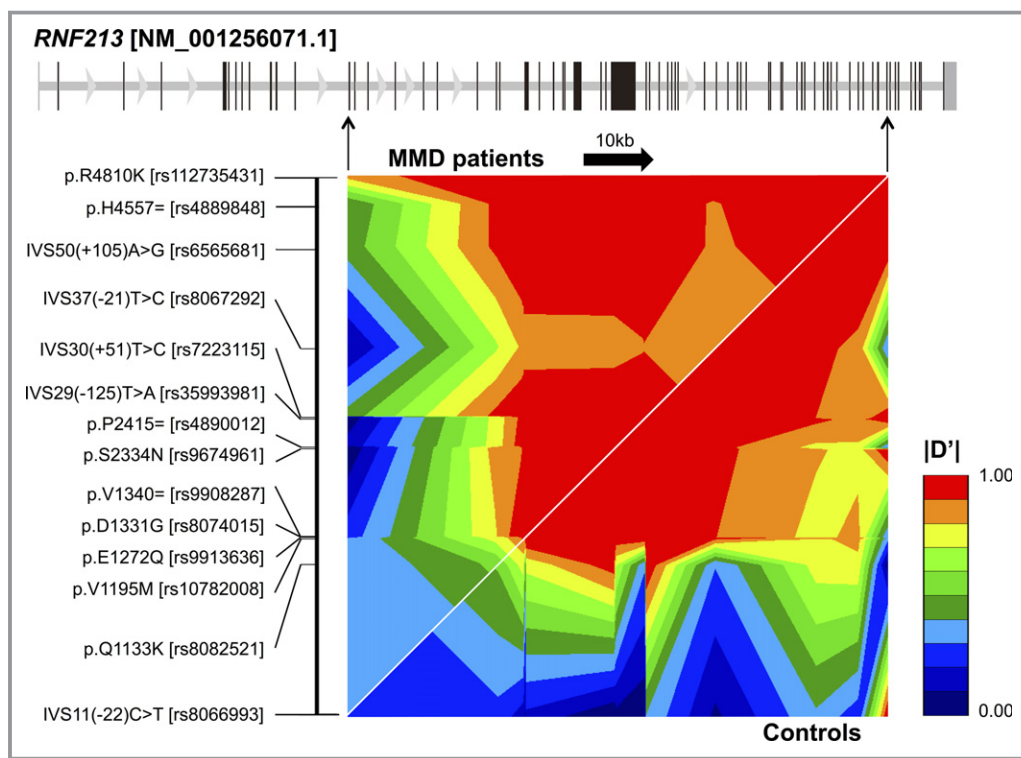 RNF213 [NM_001256071.1]
MMD patients
10kb
p.R4810K [rs112735431]
p.H4557= [rs4889848]
IVS50(+105)A>G [rs6565681]
IVS37(-21)T>C [rs8067292]
IVS30(+51)T>C [rs7223115]
IVS29(-125)T>A [rs35993981]
p.P2415= [rs4890012]
p.S2334N [rs9674961]
p.V1340= [rs9908287]
p.D1331G [rs8074015]
p.E1272Q [rs9913636]
p.V1195M [rs10782008]
p.Q1133K [rs8082521]
IVS11(-22)C>T [rs8066993]
|D'|
1.00
0.00
Controls